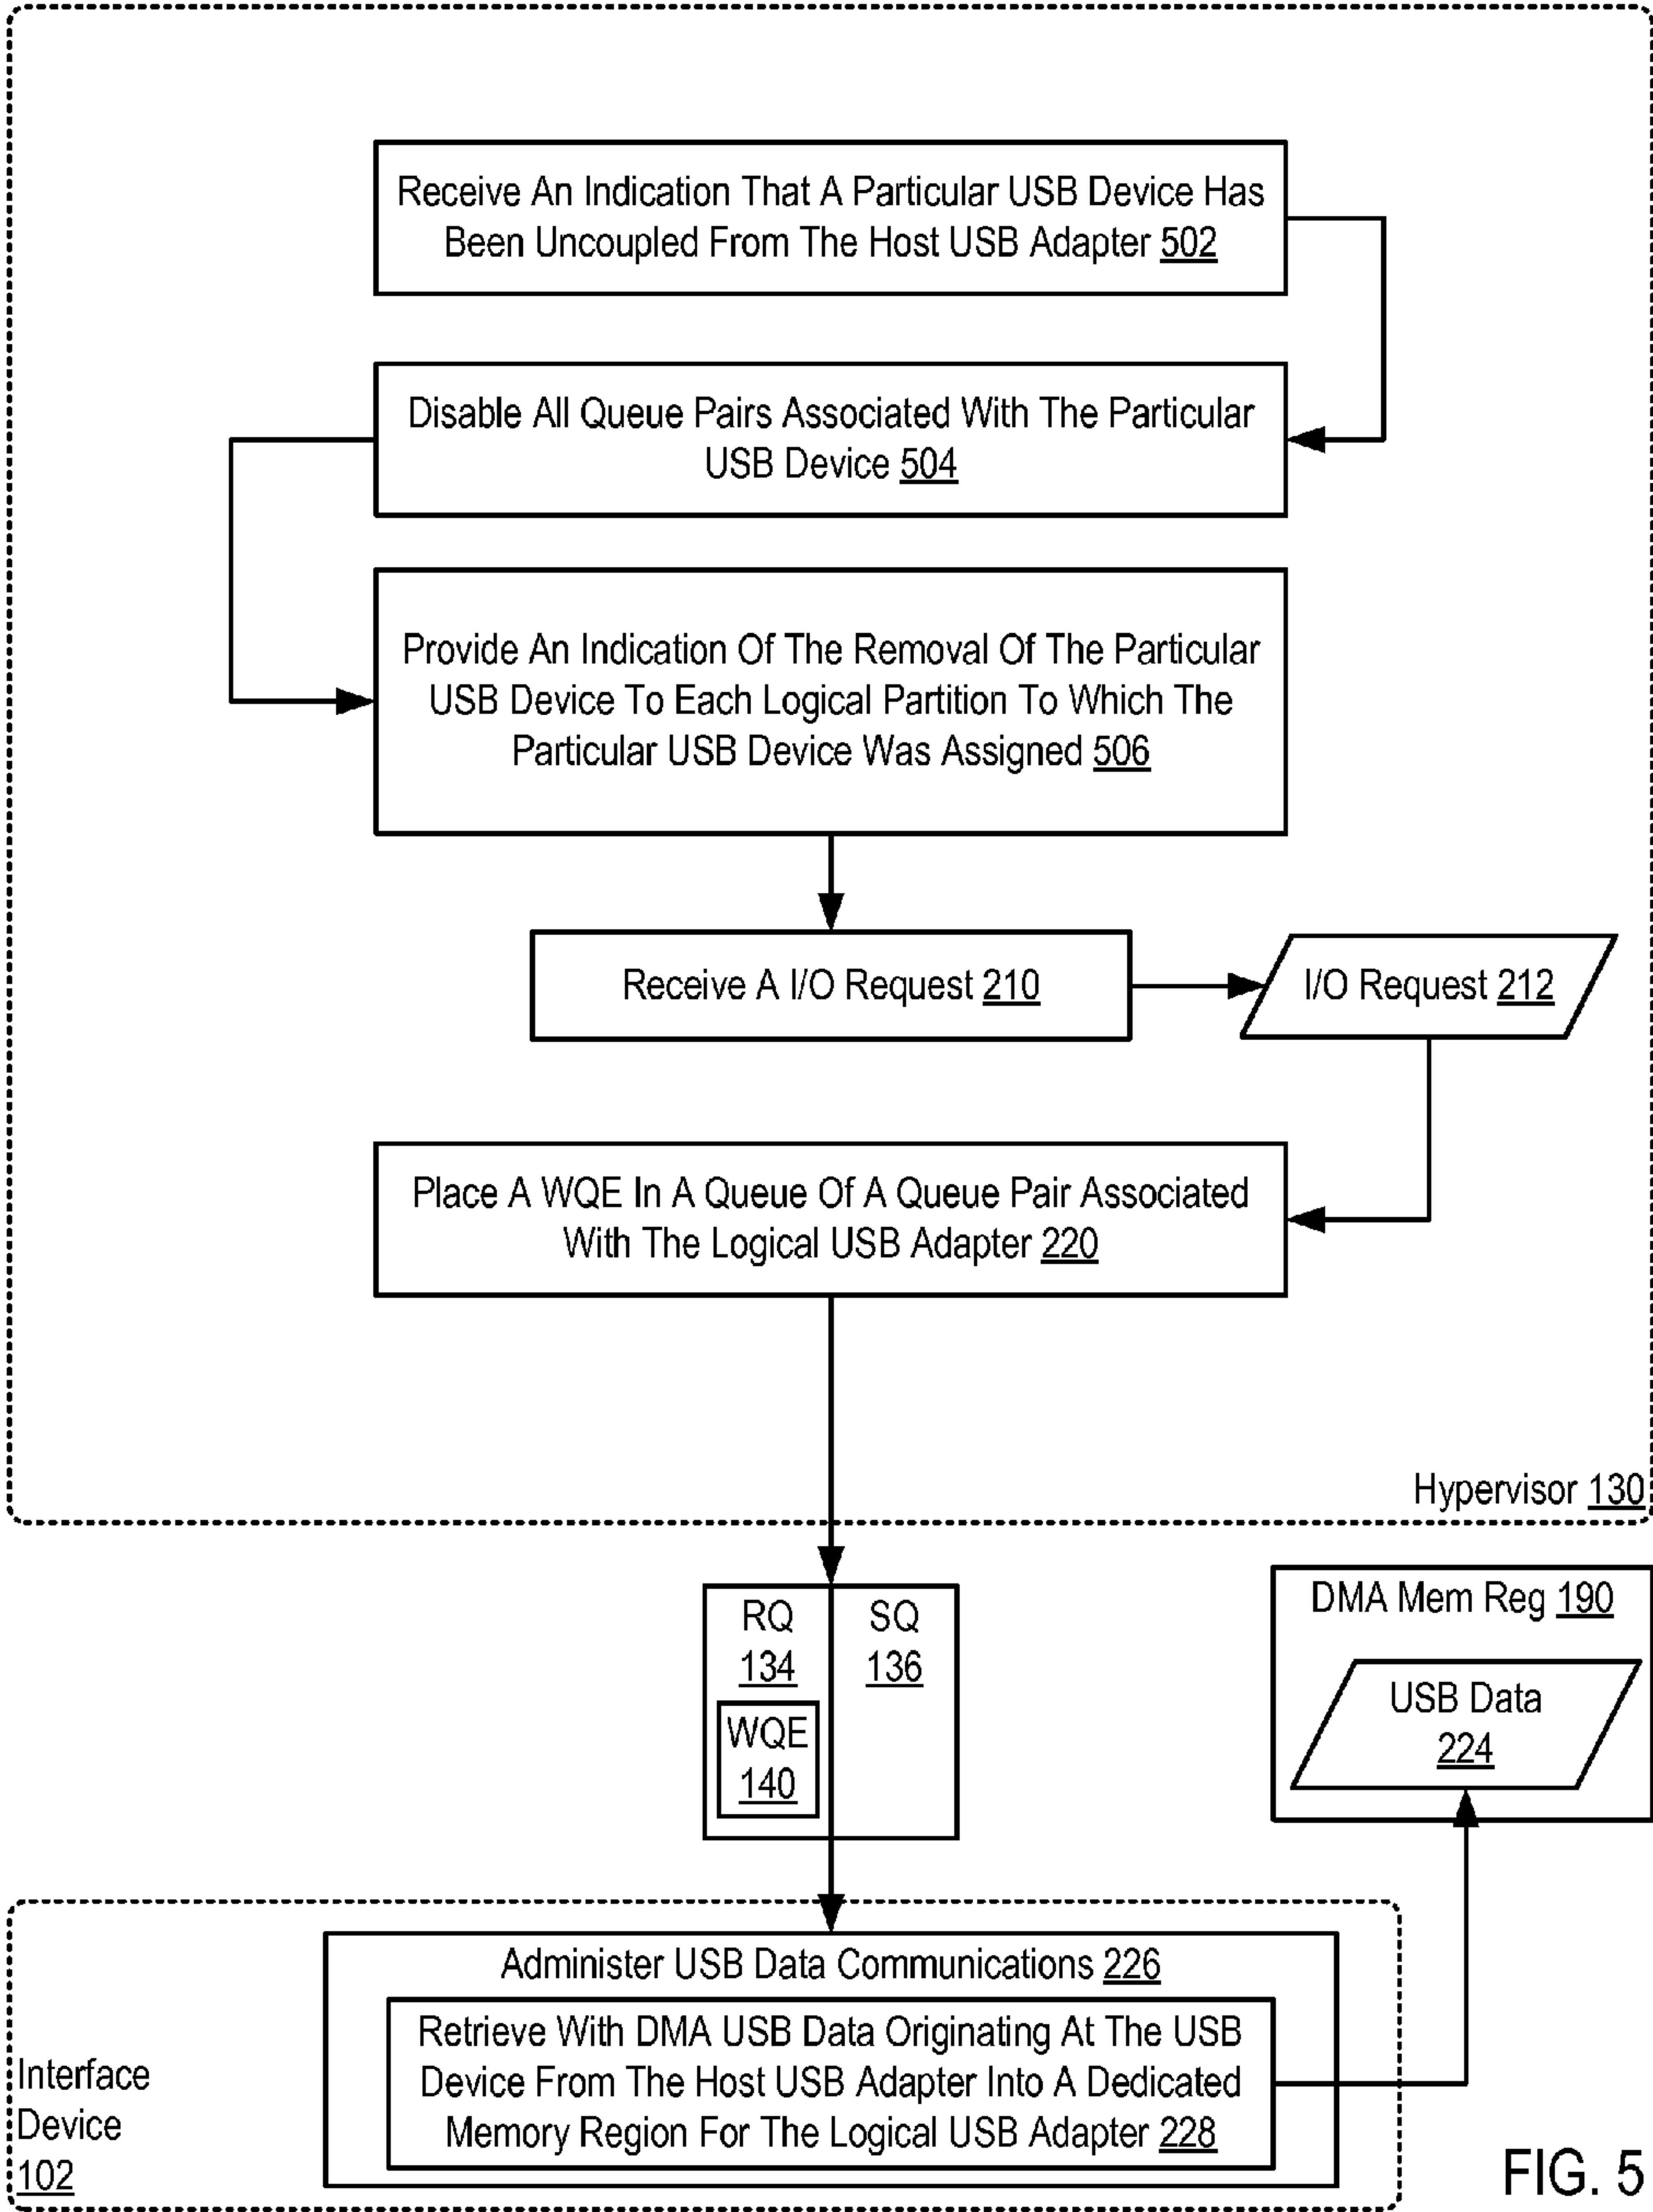 Receive An Indication That A Particular USB Device Has
Been Uncoupled From The Host USB Adapter 502
Disable All Queue Pairs Associated With The Particular
USB Device 504
Provide An Indication Of The Removal Of The Particular
USB Device To Each Logical Partition To Which The
Particular USB Device Was Assigned 506
Receive A I/O Request 210
I/O Request 212
Place A WQE In A Queue Of A Queue Pair Associated
With The Logical USB Adapter 220
Hypervisor 130
RQ
134
WQE
140
SQ
136
DMA Mem Reg 190
USB Data
224
Administer USB Data Communications 226
Retrieve With DMA USB Data Originating At The USB
Device From The Host USB Adapter Into A Dedicated
Memory Region For The Logical USB Adapter 228
Interface
Device
102
FIG. 5